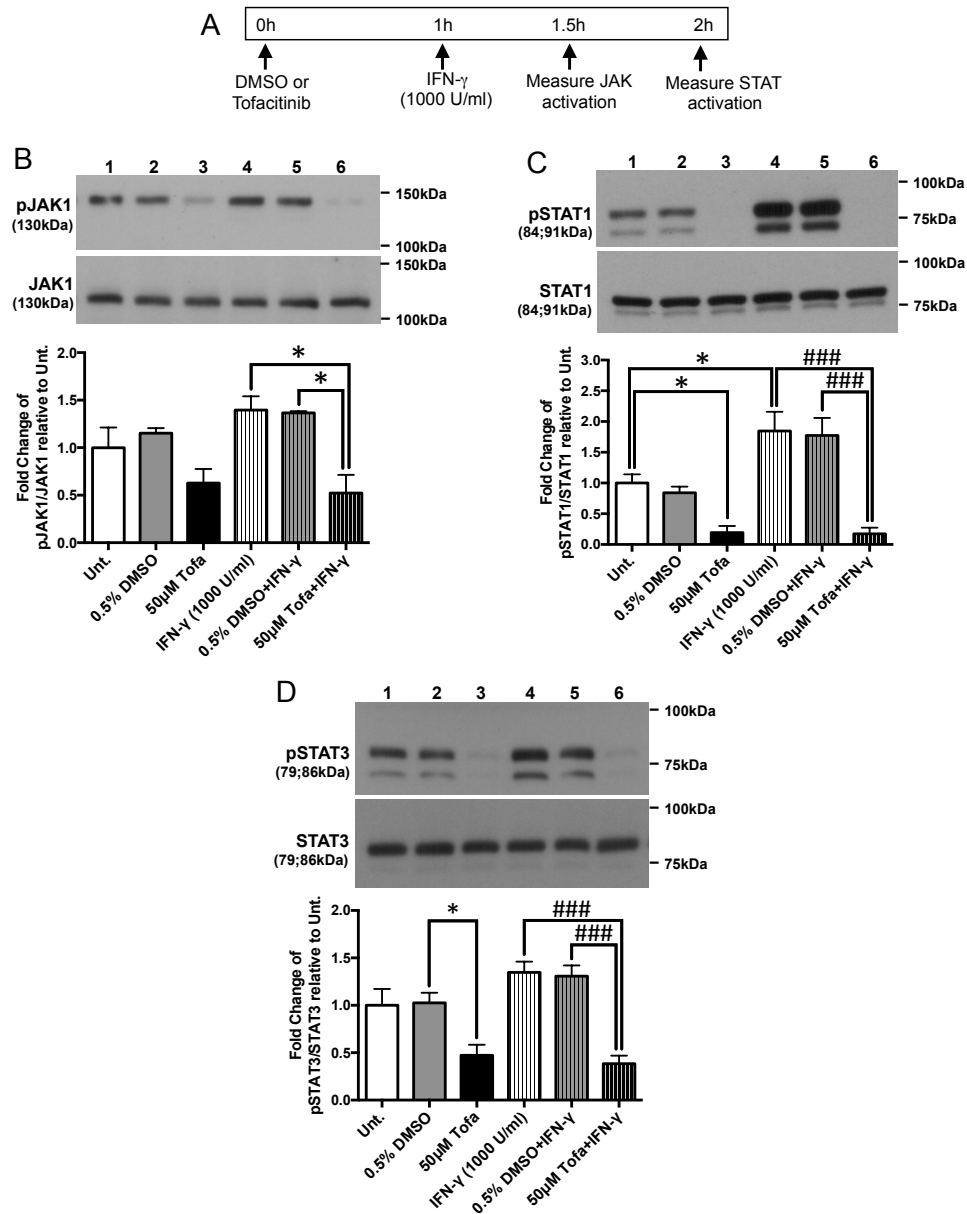 A
0h 1h 1.5h 2h
DMSO or
Tofacitinib
IFN-γ
(1000 U/ml)
Measure JAK
activation
Measure STAT
activation
B
1 2 3 4 5 6
pJAK1
(130kDa)
150kDa
100kDa
JAK1
(130kDa)
150kDa
100kDa
Fold Change of
pJAK1/JAK1 relative to Unt.
2.0
1.5
1.0
0.5
0.0
*
*
Unt.
0.5% DMSO
50μM Tofa
IFN-γ (1000 U/ml)
0.5% DMSO+IFN-γ
50μM Tofa+IFN-γ
C
1 2 3 4 5 6
pSTAT1
(84;91kDa)
100kDa
75kDa
STAT1
(84;91kDa)
100kDa
75kDa
Fold Change of
pSTAT1/STAT1 relative to Unt.
3.0
2.5
2.0
1.5
1.0
0.5
0.0
*
*
###
###
Unt.
0.5% DMSO
50μM Tofa
IFN-γ (1000 U/ml)
0.5% DMSO+IFN-γ
50μM Tofa+IFN-γ
D
1 2 3 4 5 6
pSTAT3
(79;86kDa)
100kDa
75kDa
STAT3
(79;86kDa)
100kDa
75kDa
Fold Change of
pSTAT3/STAT3 relative to Unt.
2.0
1.5
1.0
0.5
0.0
*
###
###
Unt.
0.5% DMSO
50μM Tofa
IFN-γ (1000 U/ml)
0.5% DMSO+IFN-γ
50μM Tofa+IFN-γ